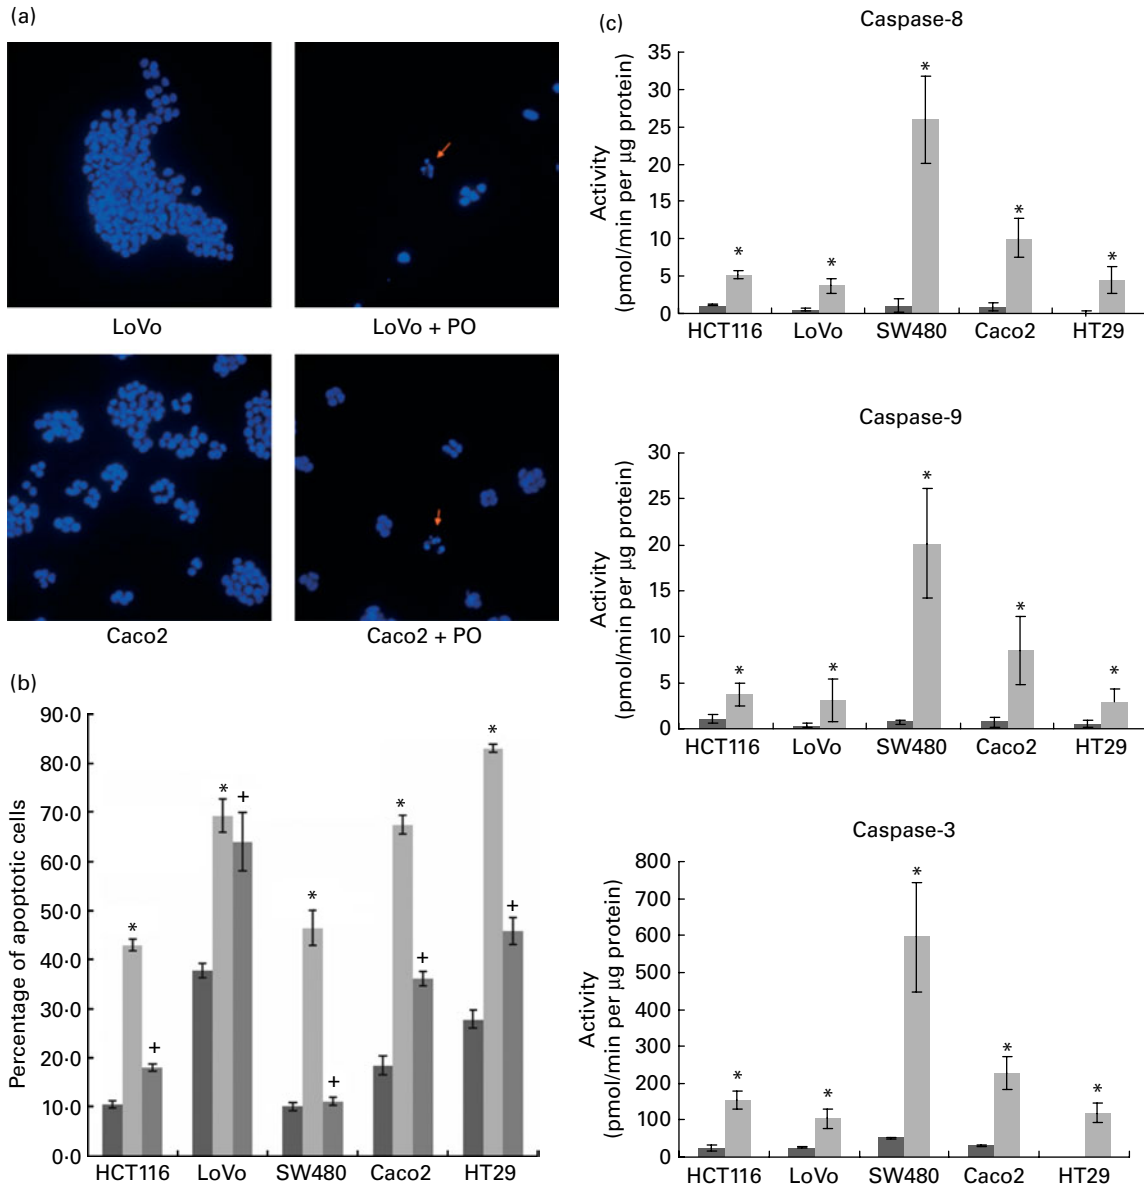 (a)
LoVo
LoVo + PO
Caco2
Caco2 + PO
(b)
Percentage of apoptotic cells
90·0
80·0
70·0
60·0
50·0
40·0
30·0
20·0
10·0
0·0
*
+
*
+
*
+
*
+
*
+
HCT116 LoVo SW480 Caco2 HT29
(c)
Caspase-8
Activity
(pmol/min per µg protein)
35
30
25
20
15
10
5
0
*
*
*
*
*
HCT116 LoVo SW480 Caco2 HT29
Caspase-9
Activity
(pmol/min per µg protein)
30
25
20
15
10
5
0
*
*
*
*
*
HCT116 LoVo SW480 Caco2 HT29
Caspase-3
Activity
(pmol/min per µg protein)
800
700
600
500
400
300
200
100
0
*
*
*
*
*
HCT116 LoVo SW480 Caco2 HT29